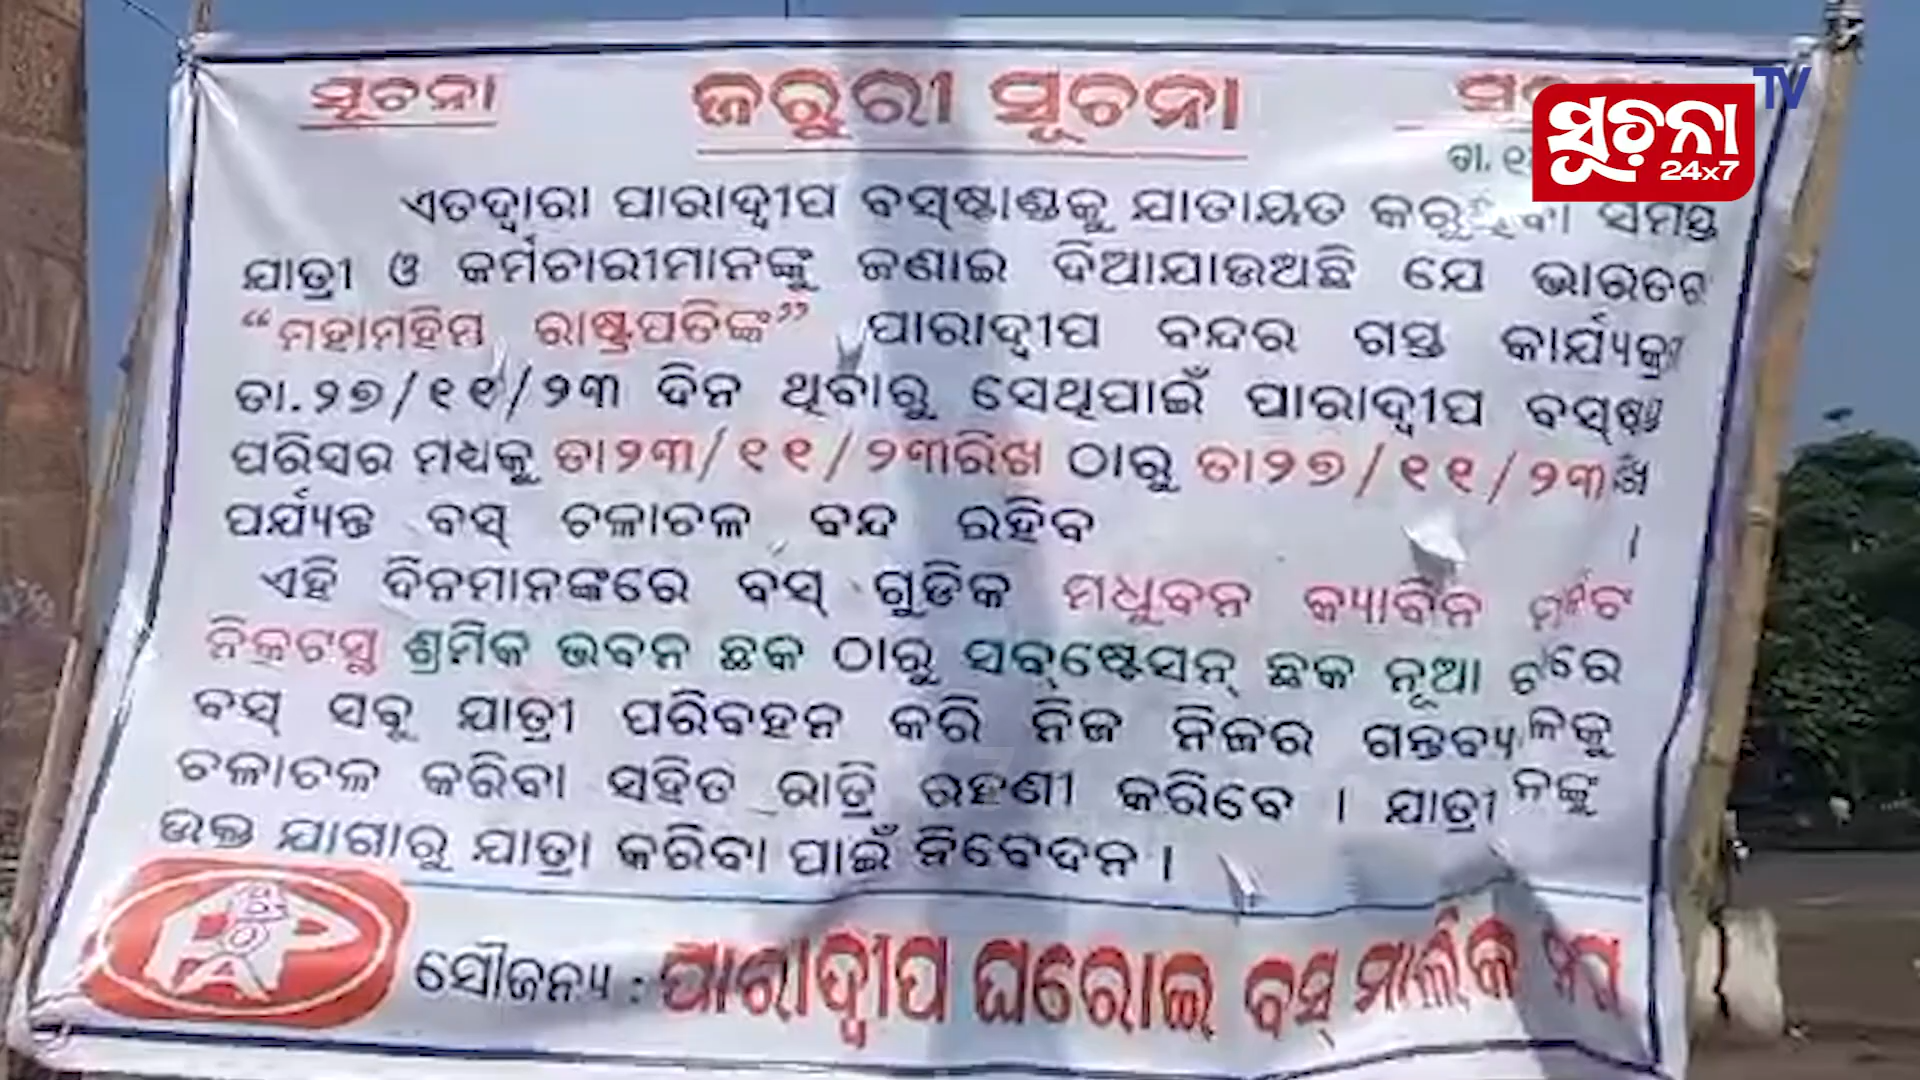 ସୂଚନା ଜରୁରୀ ସୂଚନା
TV
ସୂଚନା
24x7
ତା.
ଏତଦ୍ୱାରା ପାରାଦ୍ୱୀପ ବସ୍‌ଷ୍ଟାଣ୍ଡକୁ ଯାତାୟତ କରୁଥିବା ସମସ୍ତ
ଯାତ୍ରୀ ଓ କର୍ମଚାରୀମାନଙ୍କୁ ଜଣାଇ ଦିଆଯାଉଅଛି ଯେ ଭାରତର
“ମହାମହିମ ରାଷ୍ଟ୍ରପତିଙ୍କ” ପାରାଦ୍ୱୀପ ବନ୍ଦର ଗସ୍ତ
ତା.୨୭/୧୧/୨୩ ଦିନ ଥିବାରୁ ସେଥିପାଇଁ ପାରାଦ୍ୱୀପ
ପରିସର ମଧ୍ୟକୁ ତା୨୩/୧୧/୨୩ରିଖ ଠାରୁ ତା୨୭/୧୧/୨୩
ପର୍ଯ୍ୟନ୍ତ ବସ୍ ଚଳାଚଳ ବନ୍ଦ ରହିବ ।
ଏହି ଦିନମାନଙ୍କରେ ବସ୍ ଗୁଡିକ ମଧୁବନ କ୍ୟାବିନ
ନିକଟସ୍ଥ ଶ୍ରମିକ ଭବନ ଛକ ଠାରୁ ସବ୍‌ଷ୍ଟେସନ୍ ଛକ ନୂଆ
ବସ୍ ସବୁ ଯାତ୍ରୀ ପରିବହନ କରି ନିଜ ନିଜର
ଚଳାଚଳ କରିବା ସହିତ ରାତ୍ରି ରହଣୀ କରିବେ । ଯାତ୍ରୀ
ଉକ୍ତ ଯାଗାରୁ ଯାତ୍ରା କରିବା ପାଇଁ ନିବେଦନ ।
ସୌଜନ୍ୟ : ପାରାଦ୍ୱୀପ ଘରୋଇ ବସ୍ ମାଲିକ